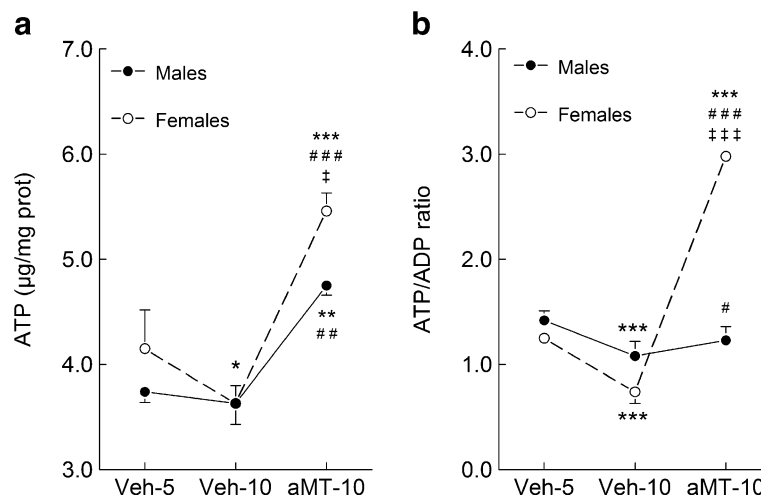 a
7.0
6.0
5.0
4.0
3.0
ATP (μg/mg prot)
Males
Females
***
###
‡
*
**
##
Veh-5 Veh-10 aMT-10
b
4.0
3.0
2.0
1.0
0.0
ATP/ADP ratio
Males
Females
***
###
‡‡‡
***
#
***
Veh-5 Veh-10 aMT-10